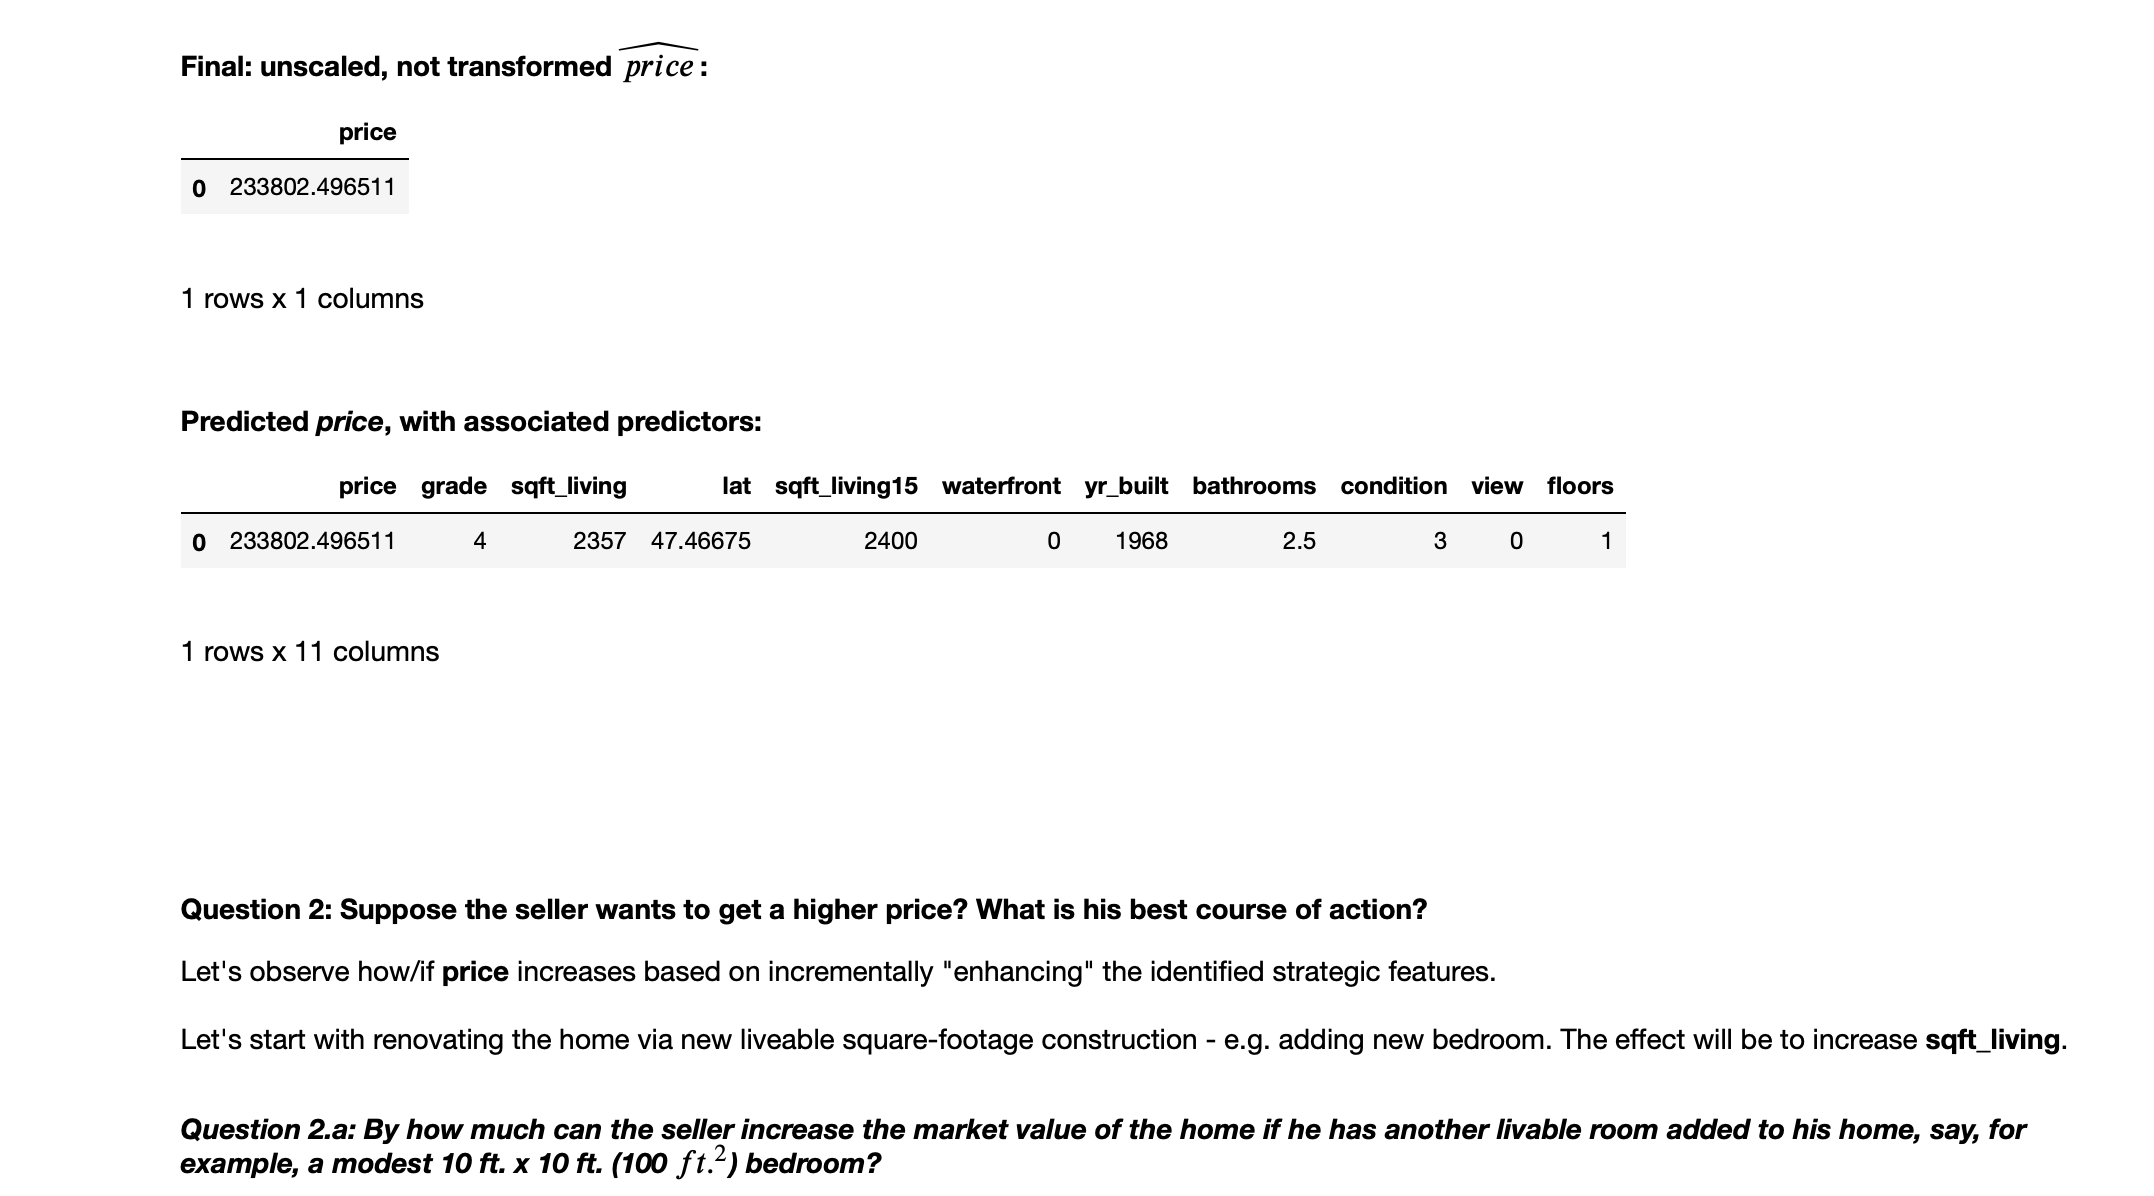 Final: unscaled, not transformed price:
price
0 233802.496511
1 rows x 1 columns
Predicted price, with associated predictors:
price grade sqft_living lat sqft_living15 waterfront yr_built bathrooms condition view floors
0 233802.496511 4 2357 47.46675 2400 0 1968 2.5 3 0 1
1 rows x 11 columns
Question 2: Suppose the seller wants to get a higher price? What is his best course of action?
Let's observe how/if price increases based on incrementally "enhancing" the identified strategic features.
Let's start with renovating the home via new liveable square-footage construction - e.g. adding new bedroom. The effect will be to increase sqft_living.
Question 2.a: By how much can the seller increase the market value of the home if he has another livable room added to his home, say, for
example, a modest 10 ft. x 10 ft. (100 ft.²) bedroom?